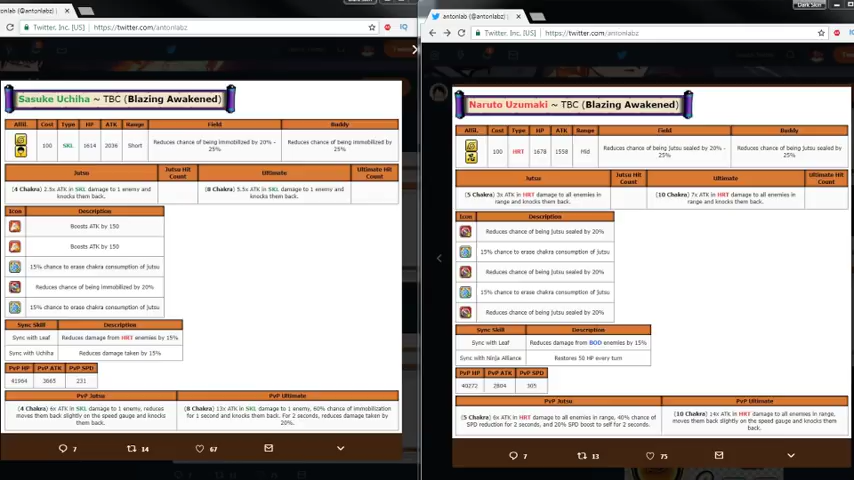 antonlab (@antonlabz)
Twitter, Inc. [US] https://twitter.com/antonlabz
Sasuke Uchiha ~ TBC (Blazing Awakened)
Affil. Cost Type HP ATK Range Field Buddy
100 SKL 1614 2036 Short Reduces chance of being immobilized by 20% - 25% Reduces chance of being immobilized by 25%
Jutsu Jutsu Hit Count Ultimate Ultimate Hit Count
(4 Chakra) 2.5x ATK in SKL damage to 1 enemy and knocks them back.
(8 Chakra) 5.5x ATK in SKL damage to 1 enemy and knocks them back.
Icon Description
Boosts ATK by 150
Boosts ATK by 150
15% chance to erase chakra consumption of jutsu
Reduces chance of being immobilized by 20%
15% chance to erase chakra consumption of jutsu
Sync Skill Description
Sync with Leaf Reduces damage from HRT enemies by 15%
Sync with Uchiha Reduces damage taken by 15%
PvP HP PvP ATK PvP SPD
41964 3665 231
PvP Jutsu PvP Ultimate
(4 Chakra) 6x ATK in SKL damage to 1 enemy, reduces moves back slightly on the speed gauge and knocks them back.
(8 Chakra) 13x ATK in SKL damage to 1 enemy, 60% chance of immobilization for 1 second and knocks them back. For 2 seconds, reduces damage taken by 20%.
7 14 67
Dark Skin
antonlab (@antonlabz)
Twitter, Inc. [US] https://twitter.com/antonlabz
Naruto Uzumaki ~ TBC (Blazing Awakened)
Affil. Cost Type HP ATK Range Field Buddy
100 HRT 1678 1558 Mid Reduces chance of being Jutsu sealed by 20% - 25% Reduces chance of being Jutsu sealed by 25%
Jutsu Jutsu Hit Count Ultimate Ultimate Hit Count
(5 Chakra) 3x ATK in HRT damage to all enemies in range and knocks them back.
(10 Chakra) 7x ATK in HRT damage to all enemies in range and knocks them back.
Icon Description
Reduces chance of being Jutsu sealed by 20%
15% chance to erase chakra consumption of jutsu
Reduces chance of being Jutsu sealed by 20%
15% chance to erase chakra consumption of jutsu
Reduces chance of being Jutsu sealed by 20%
Sync Skill Description
Sync with Leaf Reduces damage from BOD enemies by 15%
Sync with Ninja Alliance Restores 50 HP every turn
PvP HP PvP ATK PvP SPD
40272 2804 305
PvP Jutsu PvP Ultimate
(5 Chakra) 6x ATK in HRT damage to all enemies in range, 40% chance of SPD reduction for 2 seconds, and 20% SPD boost to self for 2 seconds.
(10 Chakra) 14x ATK in HRT damage to all enemies in range, moves them back slightly on the speed gauge and knocks them back.
7 13 75